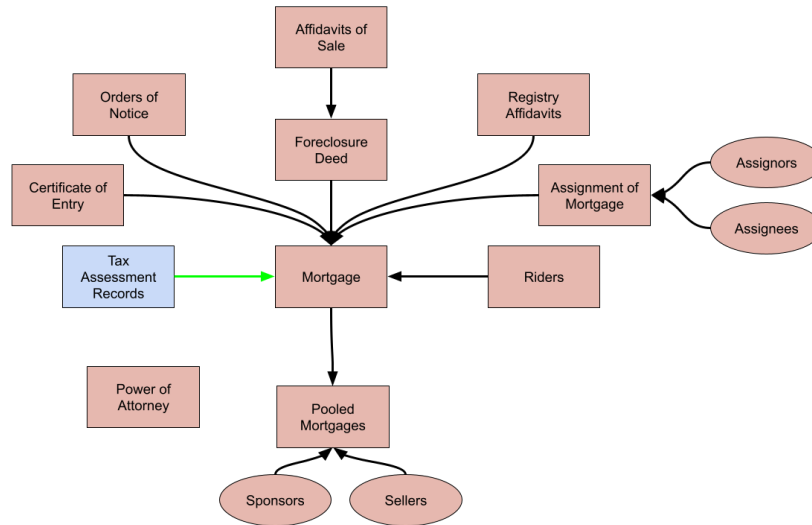 Affidavits of
Sale
Orders of
Notice
Registry
Affidavits
Foreclosure
Deed
Assignors
Certificate of
Entry
Assignment of
Mortgage
Assignees
Tax
Assessment
Records
Mortgage
Riders
Power of
Attorney
Pooled
Mortgages
Sponsors
Sellers